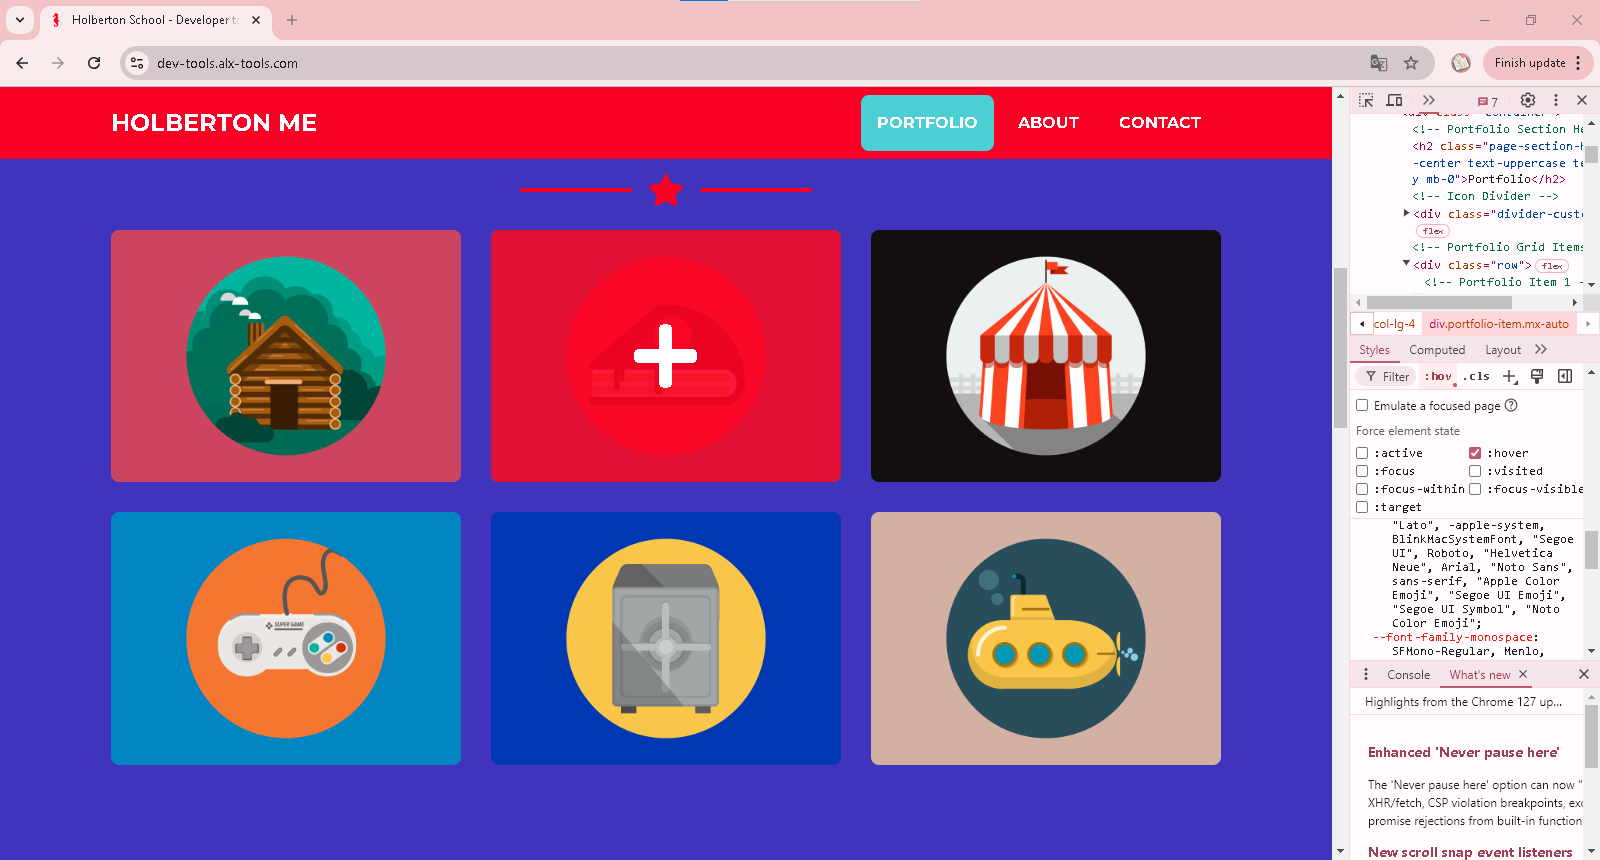 Holberton School - Developer t
dev-tools.alx-tools.com
Finish update
HOLBERTON ME
PORTFOLIO
ABOUT
CONTACT
SUPER GAME
7
<div class="container">
<!-- Portfolio Section He
<h2 class="page-section-h
-center text-uppercase te
y mb-0">Portfolio</h2>
<!-- Icon Divider -->
<div class="divider-cust
flex
<!-- Portfolio Grid Items
<div class="row"> flex
<!-- Portfolio Item 1 -
col-lg-4
div.portfolio-item.mx-auto
Styles
Computed
Layout
Filter
:hov
.cls
Emulate a focused page
Force element state
:active
:hover
:focus
:visited
:focus-within
:focus-visible
:target
"Lato", -apple-system,
BlinkMacSystemFont, "Segoe
UI", Roboto, "Helvetica
Neue", Arial, "Noto Sans",
sans-serif, "Apple Color
Emoji", "Segoe UI Emoji",
"Segoe UI Symbol", "Noto
Color Emoji";
--font-family-monospace:
SFMono-Regular, Menlo,
Console
What's new
Highlights from the Chrome 127 up...
Enhanced 'Never pause here'
The 'Never pause here' option can now "
XHR/fetch, CSP violation breakpoints, exc
promise rejections from built-in function
New scroll snap event listeners